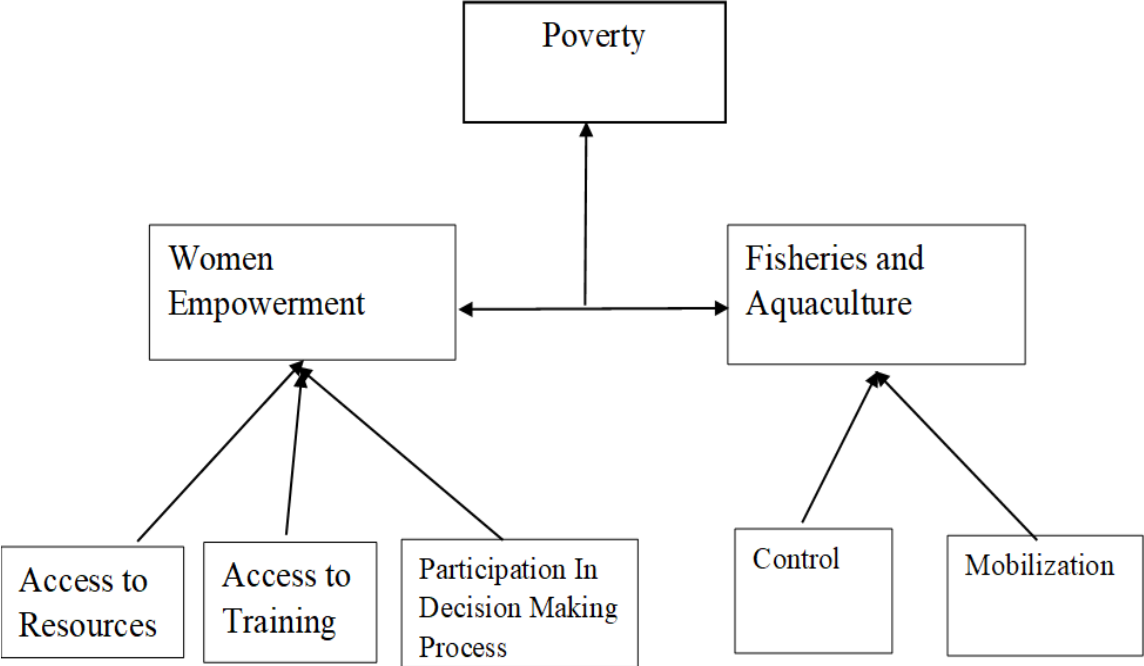 Poverty
Women
Empowerment
Fisheries and
Aquaculture
Access to
Resources
Access to
Training
Participation In
Decision Making
Process
Control
Mobilization